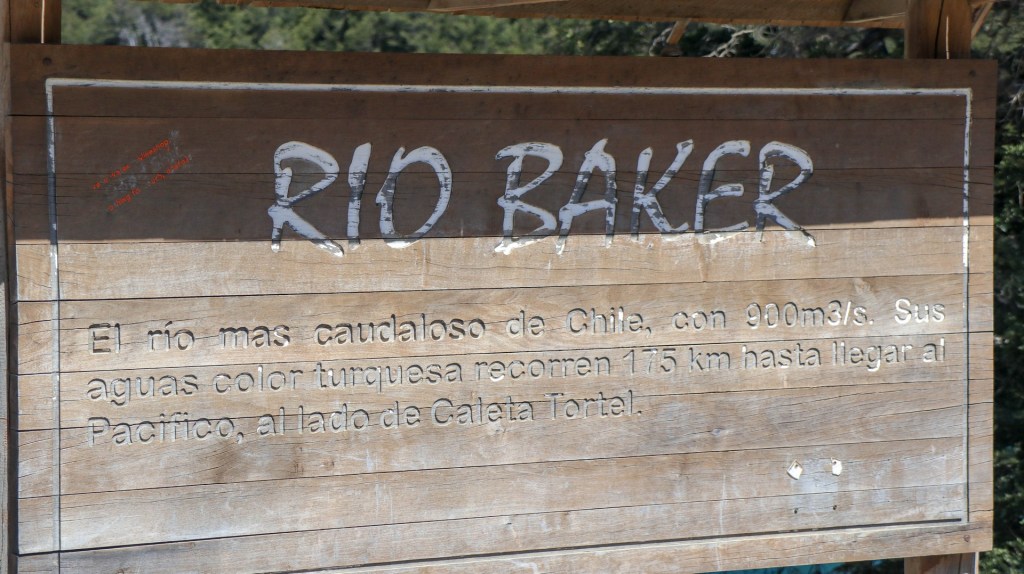 RIO BAKER
El río mas caudaloso de Chile, con 900m3/s. Sus
aguas color turquesa recorren 175 km hasta llegar al
Pacifico, al lado de Caleta Tortel.